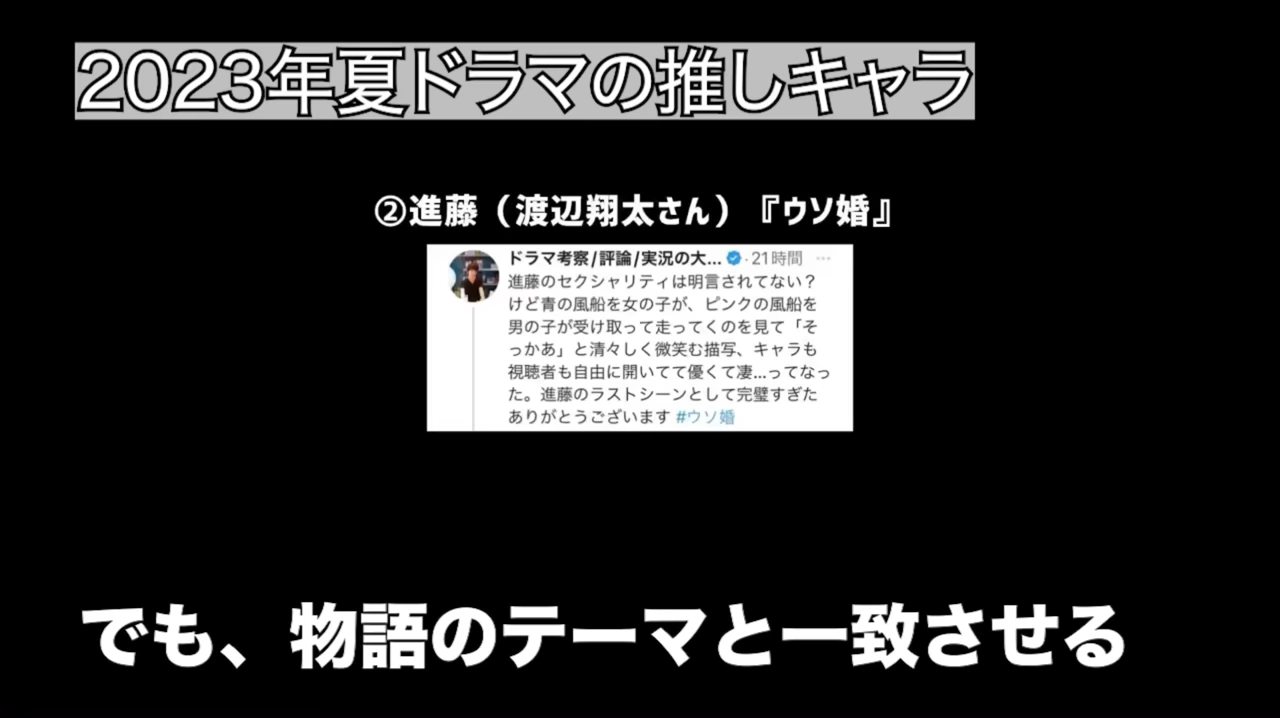 2023年夏ドラマの推しキャラ
②進藤（渡辺翔太さん）『ウソ婚』
ドラマ考察/評論/実況の大... · 21時間 ...
進藤のセクシャリティは明言されてない？
けど青の風船を女の子が、ピンクの風船を
男の子が受け取って走ってくのを見て「そ
っかあ」と清々しく微笑む描写、キャラも
視聴者も自由に開いてて優くて凄...ってなっ
た。進藤のラストシーンとして完璧すぎた
ありがとうございます #ウソ婚
でも、物語のテーマと一致させる